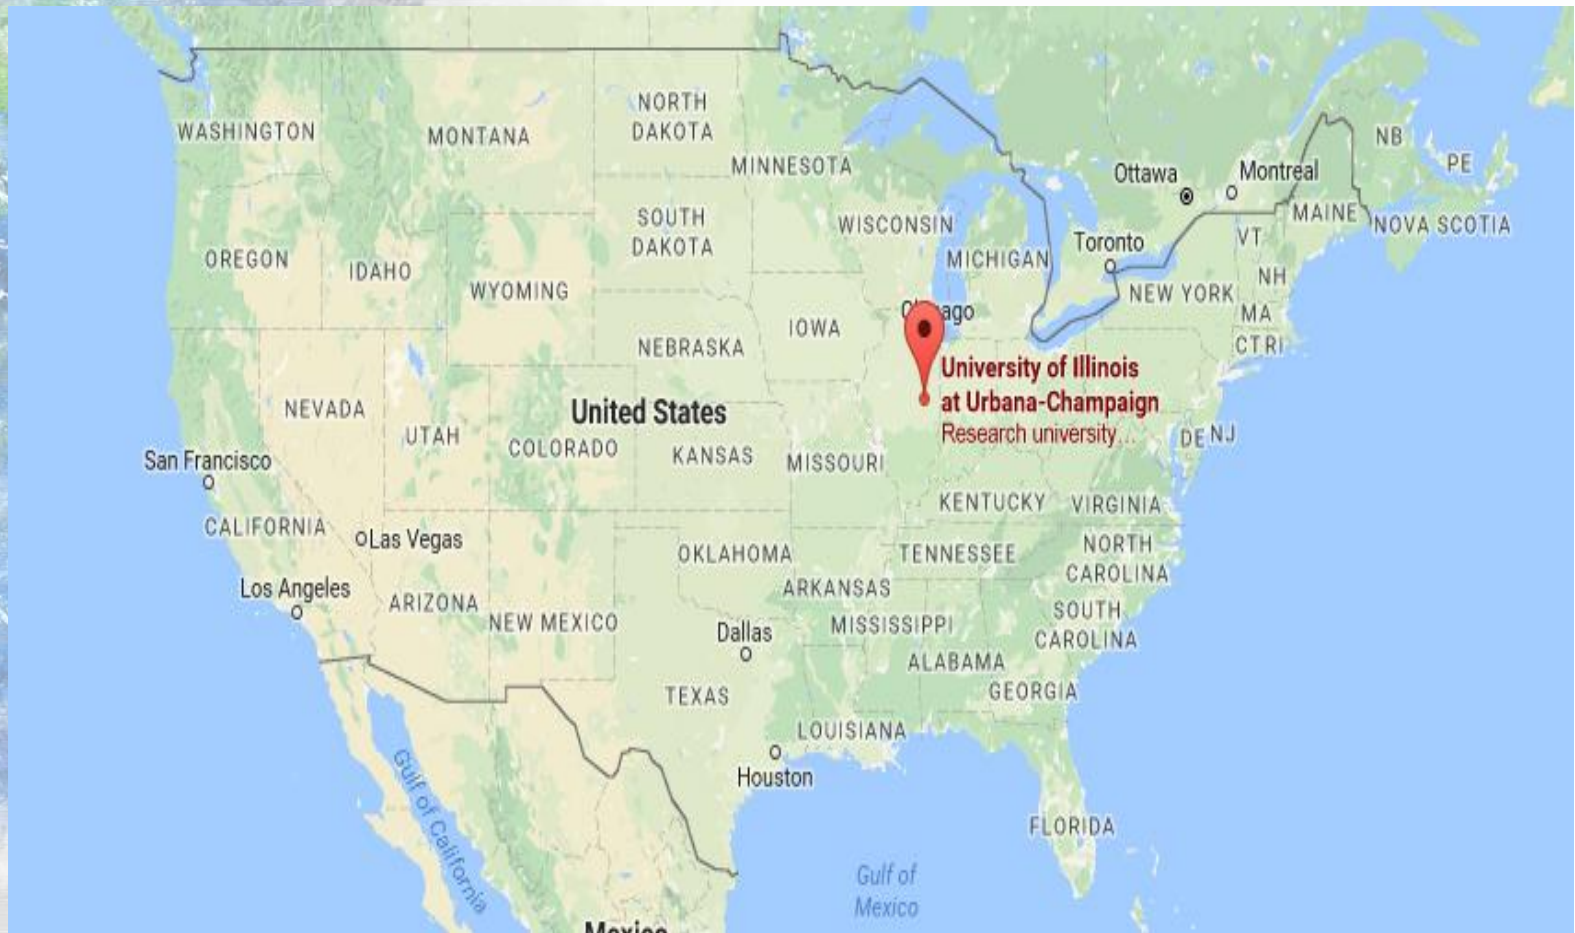 NORTH
DAKOTA
WASHINGTON
MONTANA
MINNESOTA
NB
PE
Ottawa
Montreal
MAINE
NOVA SCOTIA
SOUTH
DAKOTA
WISCONSIN
VT
Toronto
MICHIGAN
OREGON
IDAHO
WYOMING
NH
NEW YORK
MA
IOWA
NEBRASKA
CT RI
University of Illinois
at Urbana-Champaign
Research university...
NEVADA
United States
UTAH
COLORADO
KANSAS
MISSOURI
DE NJ
San Francisco
KENTUCKY
VIRGINIA
CALIFORNIA
Las Vegas
OKLAHOMA
TENNESSEE
NORTH
CAROLINA
Los Angeles
ARIZONA
ARKANSAS
NEW MEXICO
Dallas
MISSISSIPPI
SOUTH
CAROLINA
ALABAMA
TEXAS
GEORGIA
LOUISIANA
Houston
Gulf of California
FLORIDA
Gulf of
Mexico
Mexico